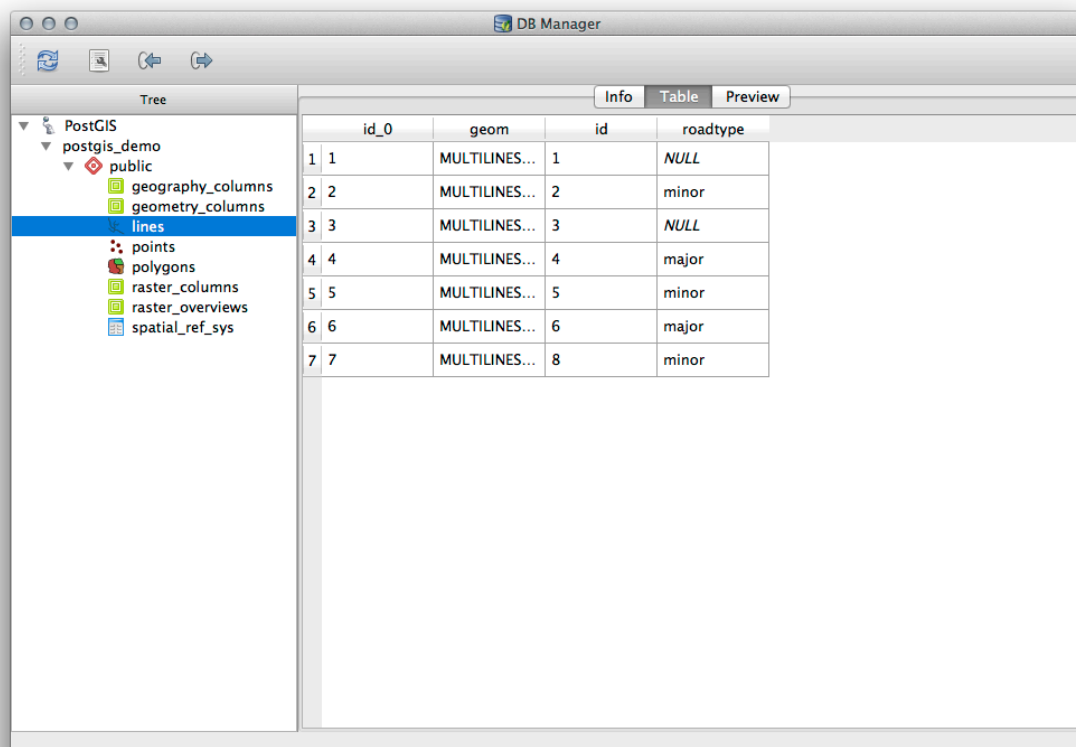 DB Manager
Tree
Info Table Preview
PostGIS
postgis_demo
public
geography_columns
geometry_columns
lines
points
polygons
raster_columns
raster_overviews
spatial_ref_sys
id_0 geom id roadtype
1 1 MULTILINES... 1 NULL
2 2 MULTILINES... 2 minor
3 3 MULTILINES... 3 NULL
4 4 MULTILINES... 4 major
5 5 MULTILINES... 5 minor
6 6 MULTILINES... 6 major
7 7 MULTILINES... 8 minor